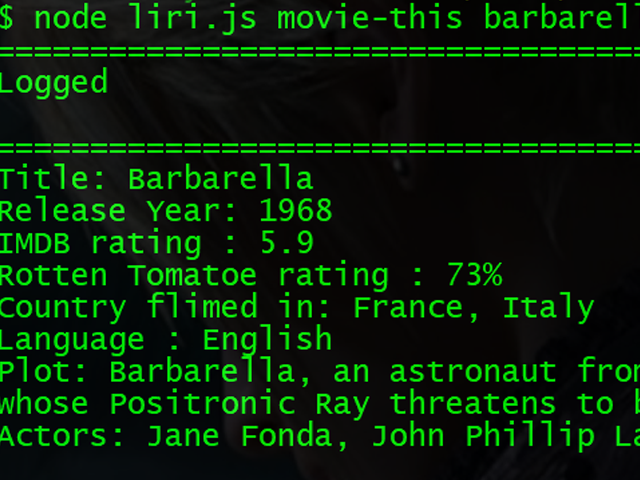 $ node liri.js movie-this barbarell
=======================================
Logged
=======================================
Title: Barbarella
Release Year: 1968
IMDB rating : 5.9
Rotten Tomatoe rating : 73%
Country flimed in: France, Italy
Language : English
Plot: Barbarella, an astronaut from
whose Positronic Ray threatens to b
Actors: Jane Fonda, John Phillip La